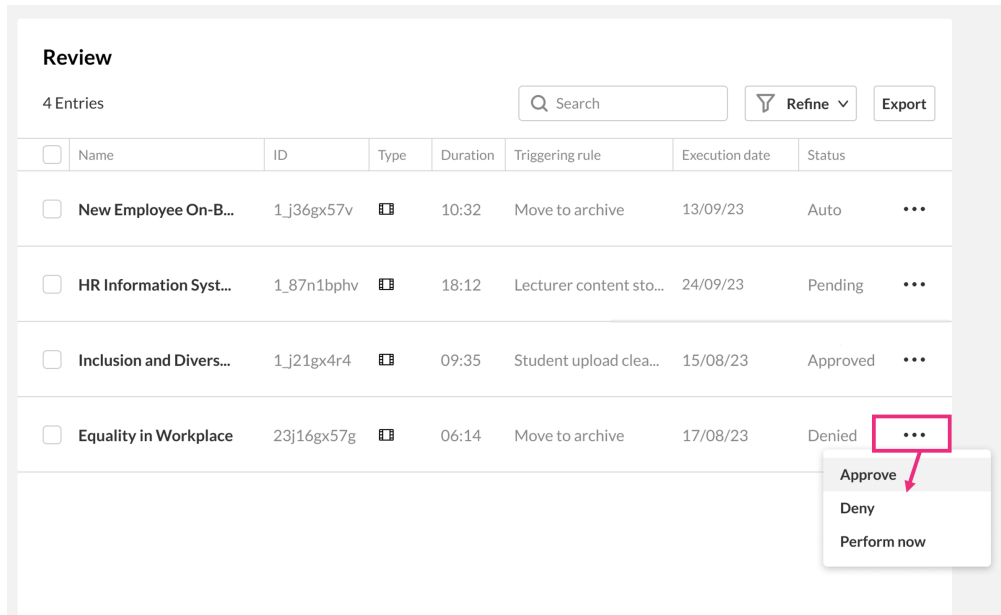 Review
4 Entries
Search
Refine
Export
Name ID Type Duration Triggering rule Execution date Status
New Employee On-B... 1_j36gx57v 10:32 Move to archive 13/09/23 Auto
HR Information Syst... 1_87n1bphv 18:12 Lecturer content sto... 24/09/23 Pending
Inclusion and Divers... 1_j21gx4r4 09:35 Student upload clea... 15/08/23 Approved
Equality in Workplace 23j16gx57g 06:14 Move to archive 17/08/23 Denied
Approve
Deny
Perform now